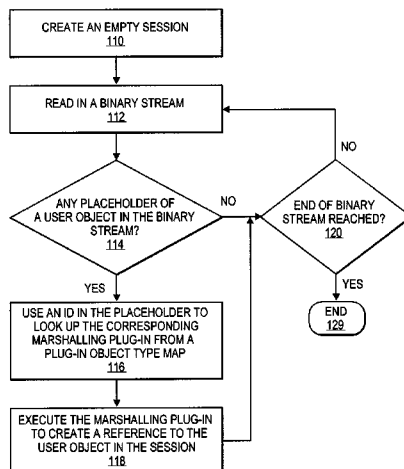 CREATE AN EMPTY SESSION
110
READ IN A BINARY STREAM
112
NO
ANY PLACEHOLDER OF
A USER OBJECT IN THE BINARY
STREAM?
114
NO
END OF BINARY
STREAM REACHED?
120
YES
YES
END
129
USE AN ID IN THE PLACEHOLDER TO
LOOK UP THE CORRESPONDING
MARSHALLING PLUG-IN FROM A
PLUG-IN OBJECT TYPE MAP
116
EXECUTE THE MARSHALLING PLUG-IN
TO CREATE A REFERENCE TO THE
USER OBJECT IN THE SESSION
118